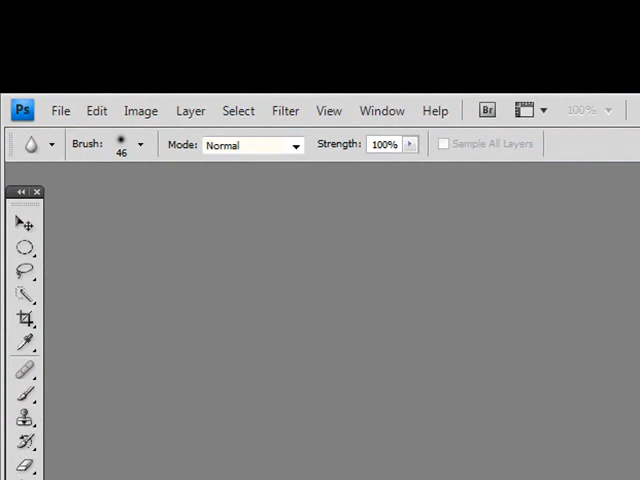 Ps File Edit Image Layer Select Filter View Window Help Br 100%
Brush: 46 Mode: Normal Strength: 100% Sample All Layers